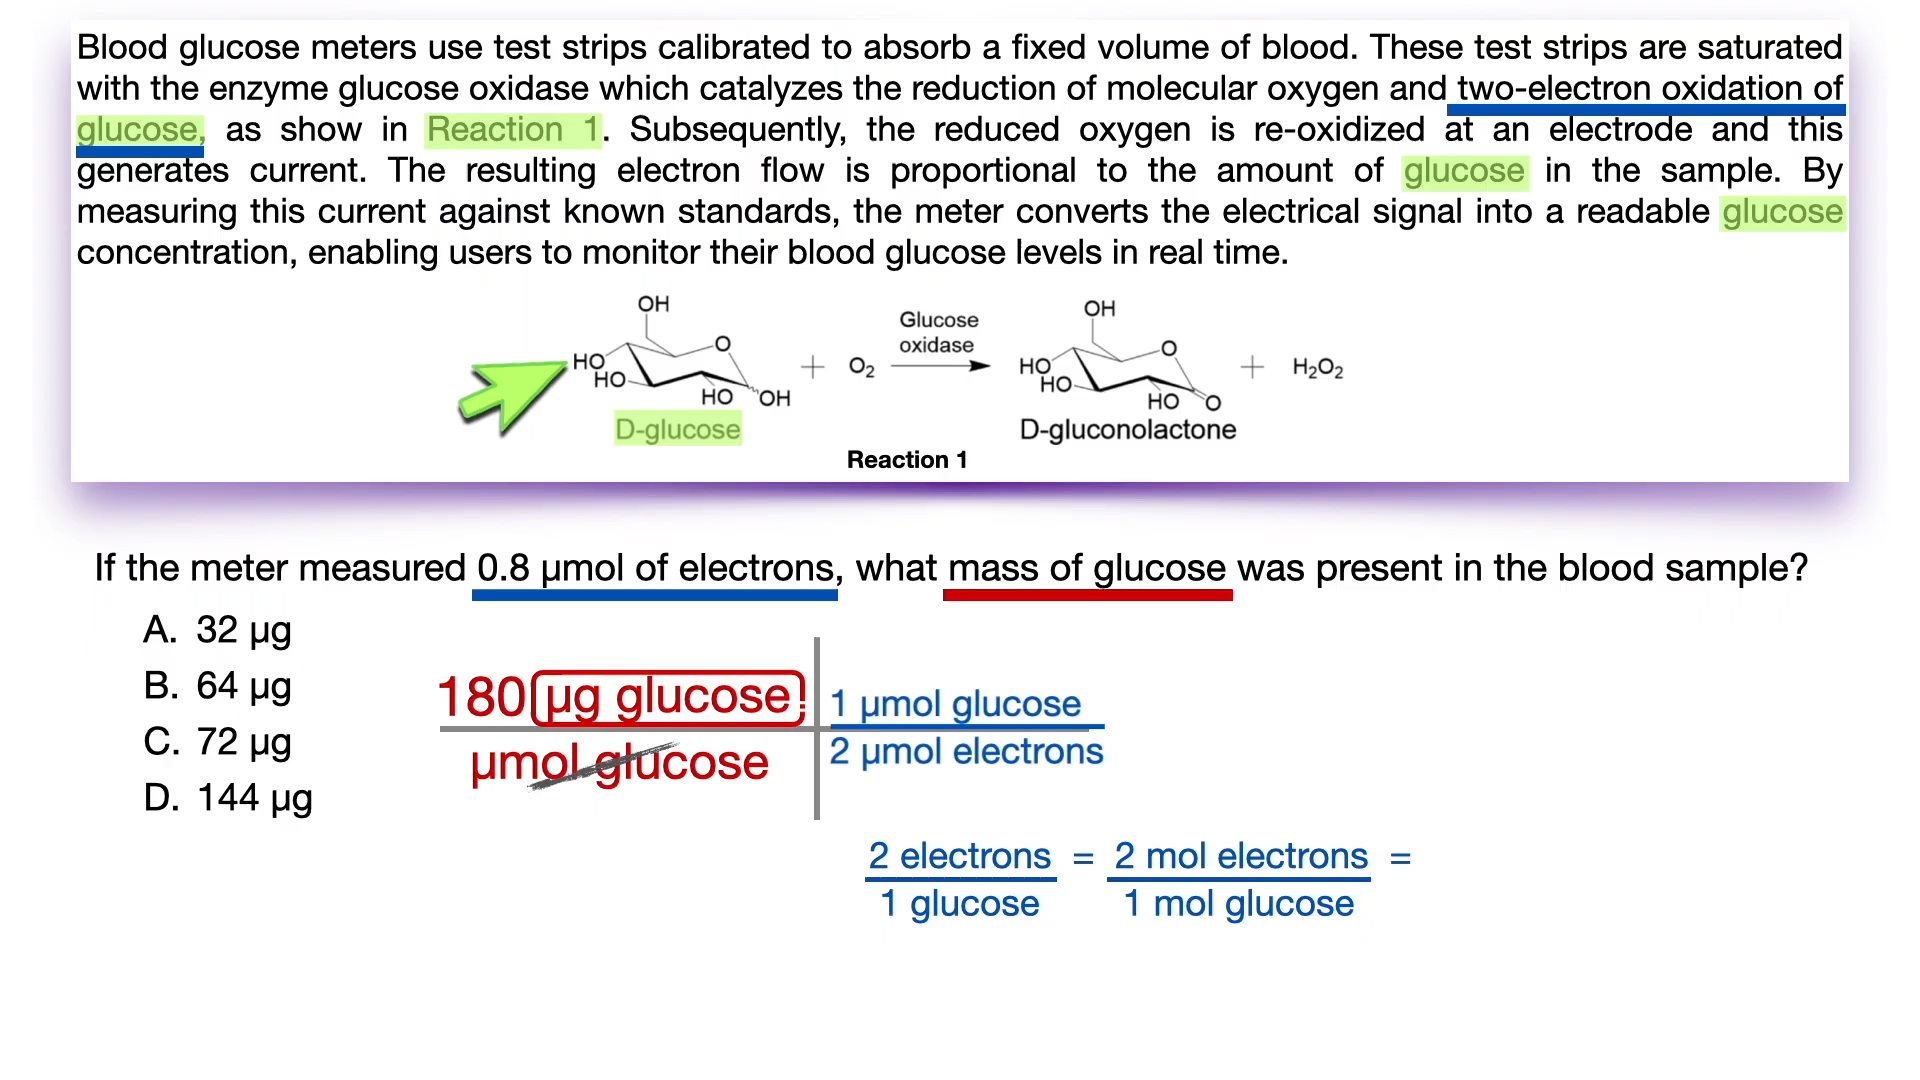 Blood glucose meters use test strips calibrated to absorb a fixed volume of blood. These test strips are saturated
with the enzyme glucose oxidase which catalyzes the reduction of molecular oxygen and two-electron oxidation of
glucose, as show in Reaction 1. Subsequently, the reduced oxygen is re-oxidized at an electrode and this
generates current. The resulting electron flow is proportional to the amount of glucose in the sample. By
measuring this current against known standards, the meter converts the electrical signal into a readable glucose
concentration, enabling users to monitor their blood glucose levels in real time.
OH
O
HO
HO
HO
OH
D-glucose
+
O₂
Glucose
oxidase
OH
O
HO
HO
HO
O
D-gluconolactone
+
H₂O₂
Reaction 1
If the meter measured 0.8 µmol of electrons, what mass of glucose was present in the blood sample?
A. 32 µg
B. 64 µg
C. 72 µg
D. 144 µg
180 µg glucose
µmol glucose
1 µmol glucose
2 µmol electrons
2 electrons = 2 mol electrons =
1 glucose 1 mol glucose